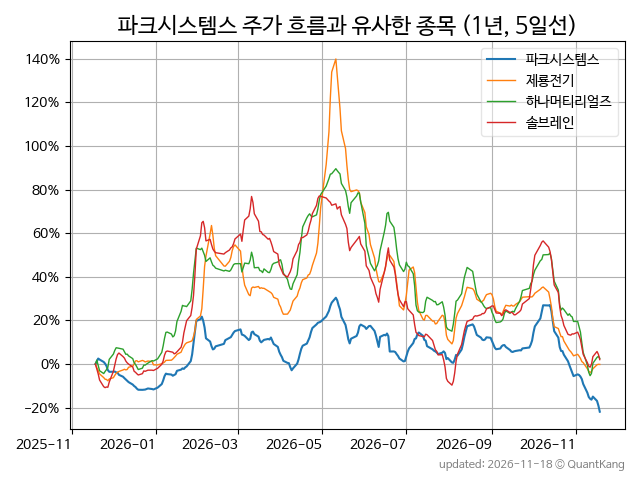 파크시스템스 주가 흐름과 유사한 종목 (1년, 5일선)
파크시스템스
제룡전기
하나머티리얼즈
솔브레인
140%
120%
100%
80%
60%
40%
20%
0%
−20%
2025-11 2026-01 2026-03 2026-05 2026-07 2026-09 2026-11
updated: 2026-11-18 © QuantKang